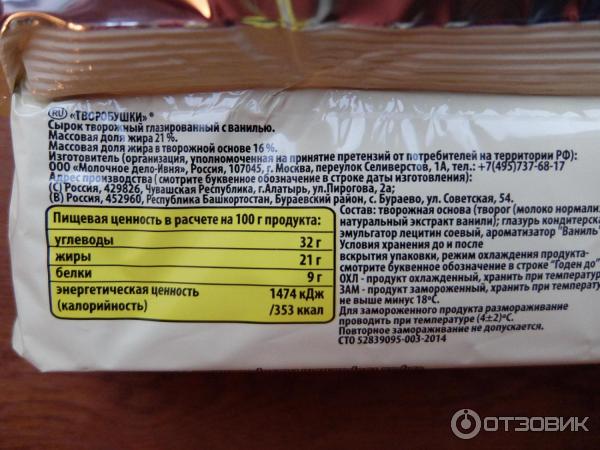 RU «ТВОРОБУШКИ»®
Сырок творожный глазированный с ванилью.
Массовая доля жира 21 %.
Массовая доля жира в творожной основе 16 %.
Изготовитель (организация, уполномоченная на принятие претензий от потребителей на территории РФ):
ООО «Молочное дело-Ивня», Россия, 107045, г. Москва, переулок Селиверстов, 1А, тел.: +7(495)737-68-17
Адрес производства (смотрите буквенное обозначение в строке даты изготовления):
(С) Россия, 429826, Чувашская Республика, г.Алатырь, ул.Пирогова, 2а;
(В) Россия, 452960, Республика Башкортостан, Бураевский район, с. Бураево, ул. Советская, 54.
Пищевая ценность в расчете на 100 г продукта:
углеводы 32 г
жиры 21 г
белки 9 г
энергетическая ценность 1474 кДж
(калорийность) /353 ккал
Состав: творожная основа (творог (молоко нормали
натуральный экстракт ванили); глазурь кондитерска
эмульгатор лецитин соевый, ароматизатор "Ваниль"
Условия хранения до и после
вскрытия упаковки, режим охлаждения продукта-
смотрите буквенное обозначение в строке "Годен до"
ОХЛ - продукт охлажденный, хранить при температур
ЗАМ - продукт замороженный, хранить при температу
не выше минус 18ºС.
Для замороженного продукта размораживание
проводить при температуре (4±2)ºС.
Повторное замораживание не допускается.
СТО 52839095-003-2014
ОТЗОВИК